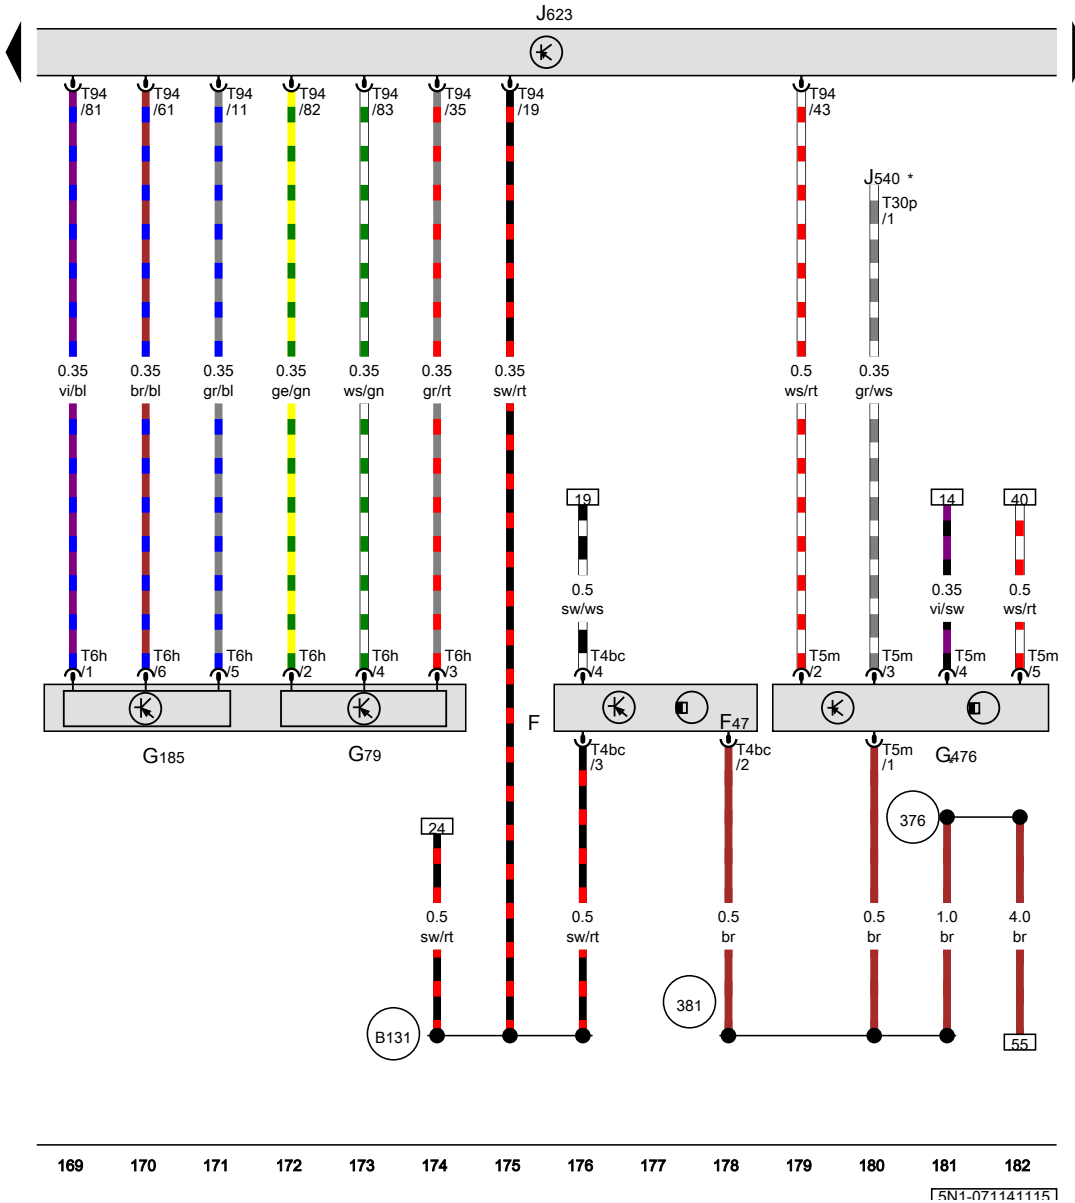 J623
T94 T94 T94 T94 T94 T94 T94 T94
/81 /61 /11 /82 /83 /35 /19 /43
J540 *
T30p
/1
0.35 0.35 0.35 0.35 0.35 0.35 0.35 0.5 0.35
vi/bl br/bl gr/bl ge/gn ws/gn gr/rt sw/rt ws/rt gr/ws
19 14 40
0.5 0.35 0.5
sw/ws vi/sw ws/rt
T6h T6h T6h T6h T6h T6h T4bc T5m T5m T5m T5m
/1 /6 /5 /2 /4 /3 /4 /2 /3 /4 /5
F F47
G185 G79 G476
*
T4bc T4bc T5m
/3 /2 /1
24 376
0.5 0.5 0.5 0.5 1.0 4.0
sw/rt sw/rt br br br br
B131 381 55
169 170 171 172 173 174 175 176 177 178 179 180 181 182
5N1-071141115